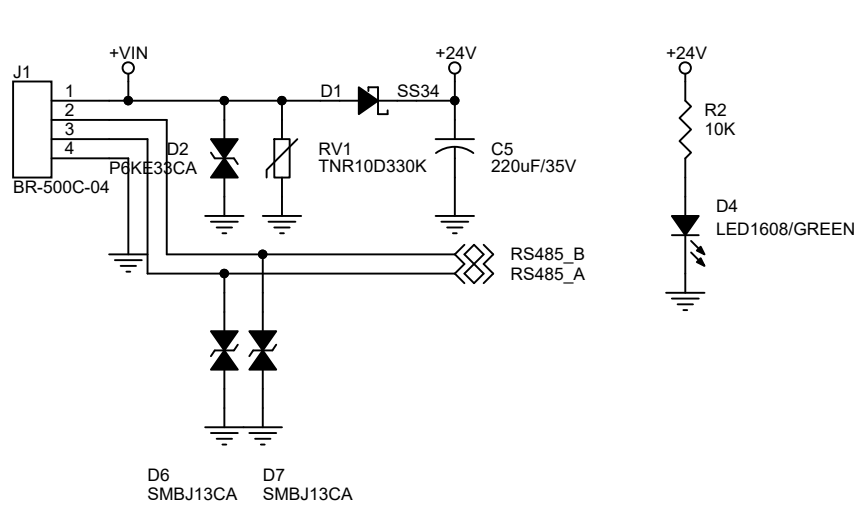 +VIN
+24V
+24V
J1
1
2
3
4
BR-500C-04
D1
SS34
D2
P6KE33CA
RV1
TNR10D330K
C5
220uF/35V
R2
10K
D4
LED1608/GREEN
RS485_B
RS485_A
D6
SMBJ13CA
D7
SMBJ13CA